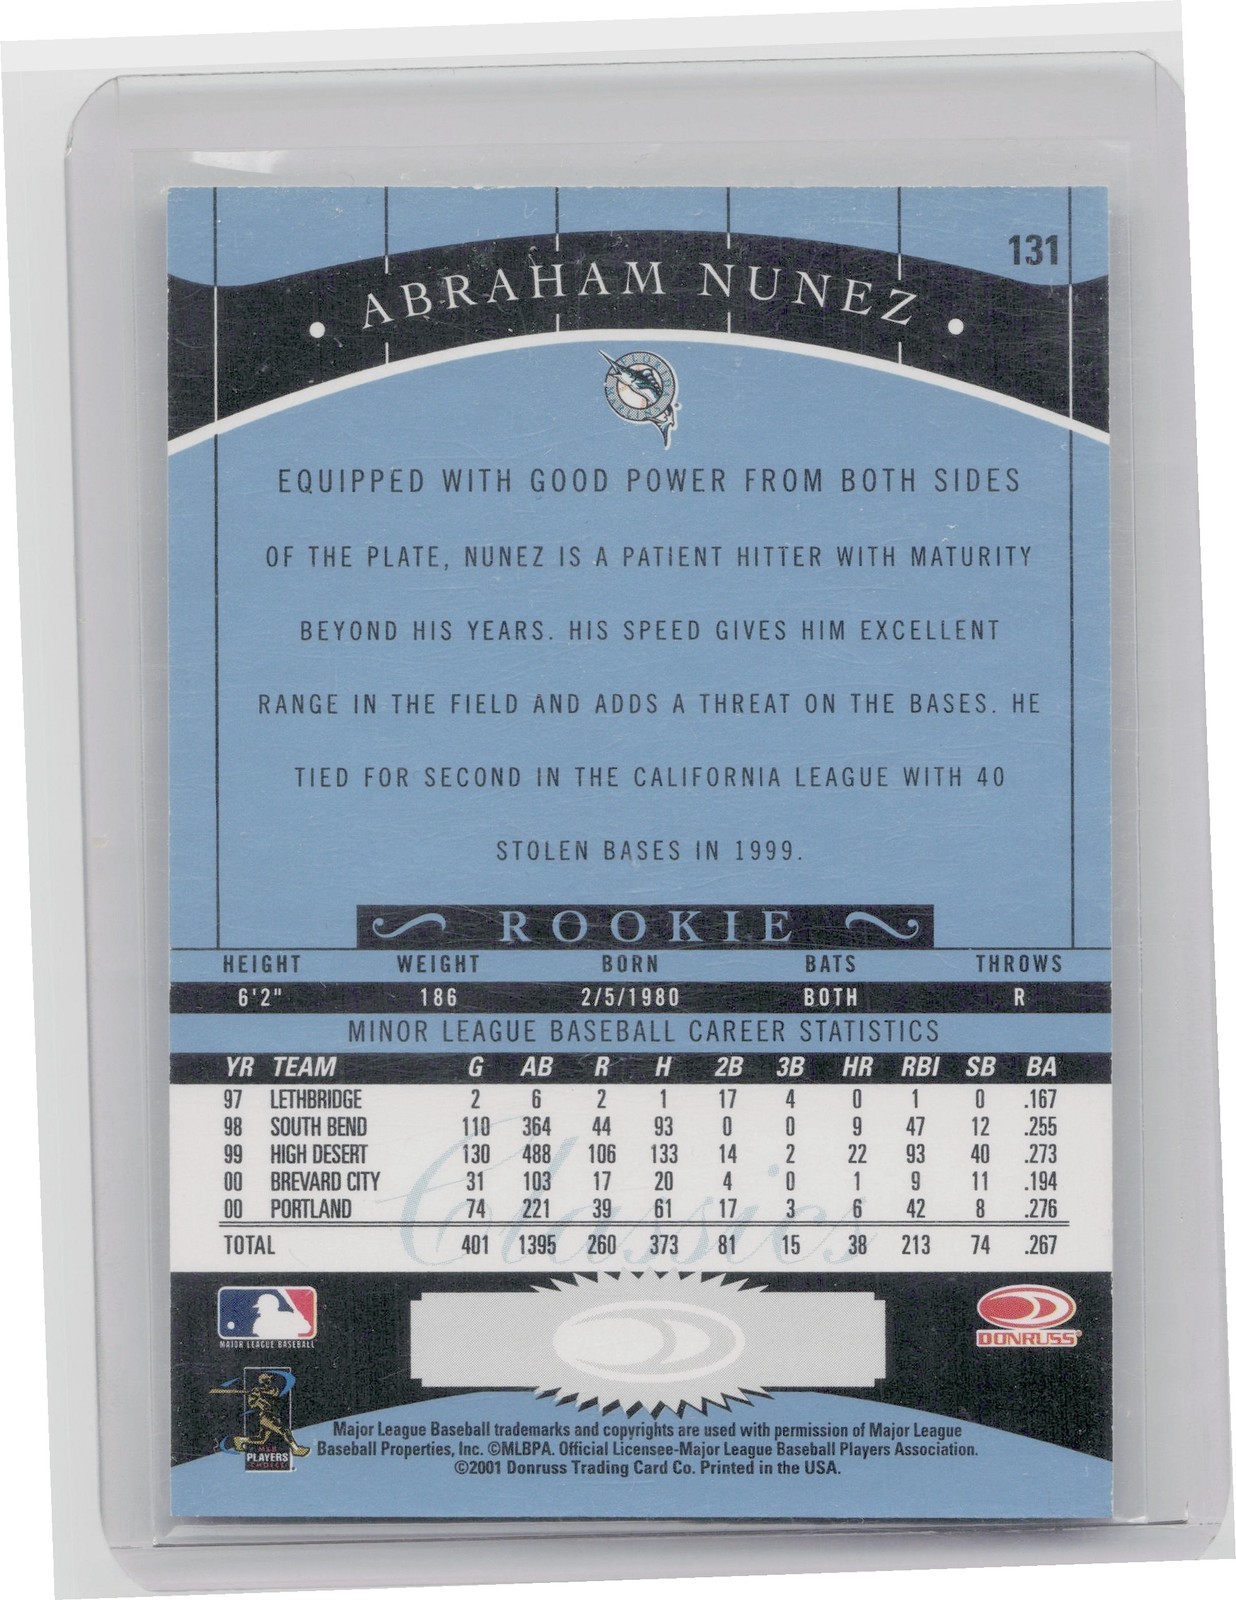 131
ABRAHAM NUNEZ
EQUIPPED WITH GOOD POWER FROM BOTH SIDES
OF THE PLATE, NUNEZ IS A PATIENT HITTER WITH MATURITY
BEYOND HIS YEARS. HIS SPEED GIVES HIM EXCELLENT
RANGE IN THE FIELD AND ADDS A THREAT ON THE BASES. HE
TIED FOR SECOND IN THE CALIFORNIA LEAGUE WITH 40
STOLEN BASES IN 1999.
ROOKIE
HEIGHT WEIGHT BORN BATS THROWS
6'2" 186 2/5/1980 BOTH R
MINOR LEAGUE BASEBALL CAREER STATISTICS
YR TEAM G AB R H 2B 3B HR RBI SB BA
97 LETHBRIDGE 2 6 2 1 17 4 0 1 0 .167
98 SOUTH BEND 110 364 44 93 0 0 9 47 12 .255
99 HIGH DESERT 130 488 106 133 14 2 22 93 40 .273
00 BREVARD CITY 31 103 17 20 4 0 1 9 11 .194
00 PORTLAND 74 221 39 61 17 3 6 42 8 .276
TOTAL 401 1395 260 373 81 15 38 213 74 .267
Classics
MAJOR LEAGUE BASEBALL
DONRUSS
MLB
PLAYERS
CHOICE
Major League Baseball trademarks and copyrights are used with permission of Major League
Baseball Properties, Inc. ©MLBPA. Official Licensee-Major League Baseball Players Association.
©2001 Donruss Trading Card Co. Printed in the USA.